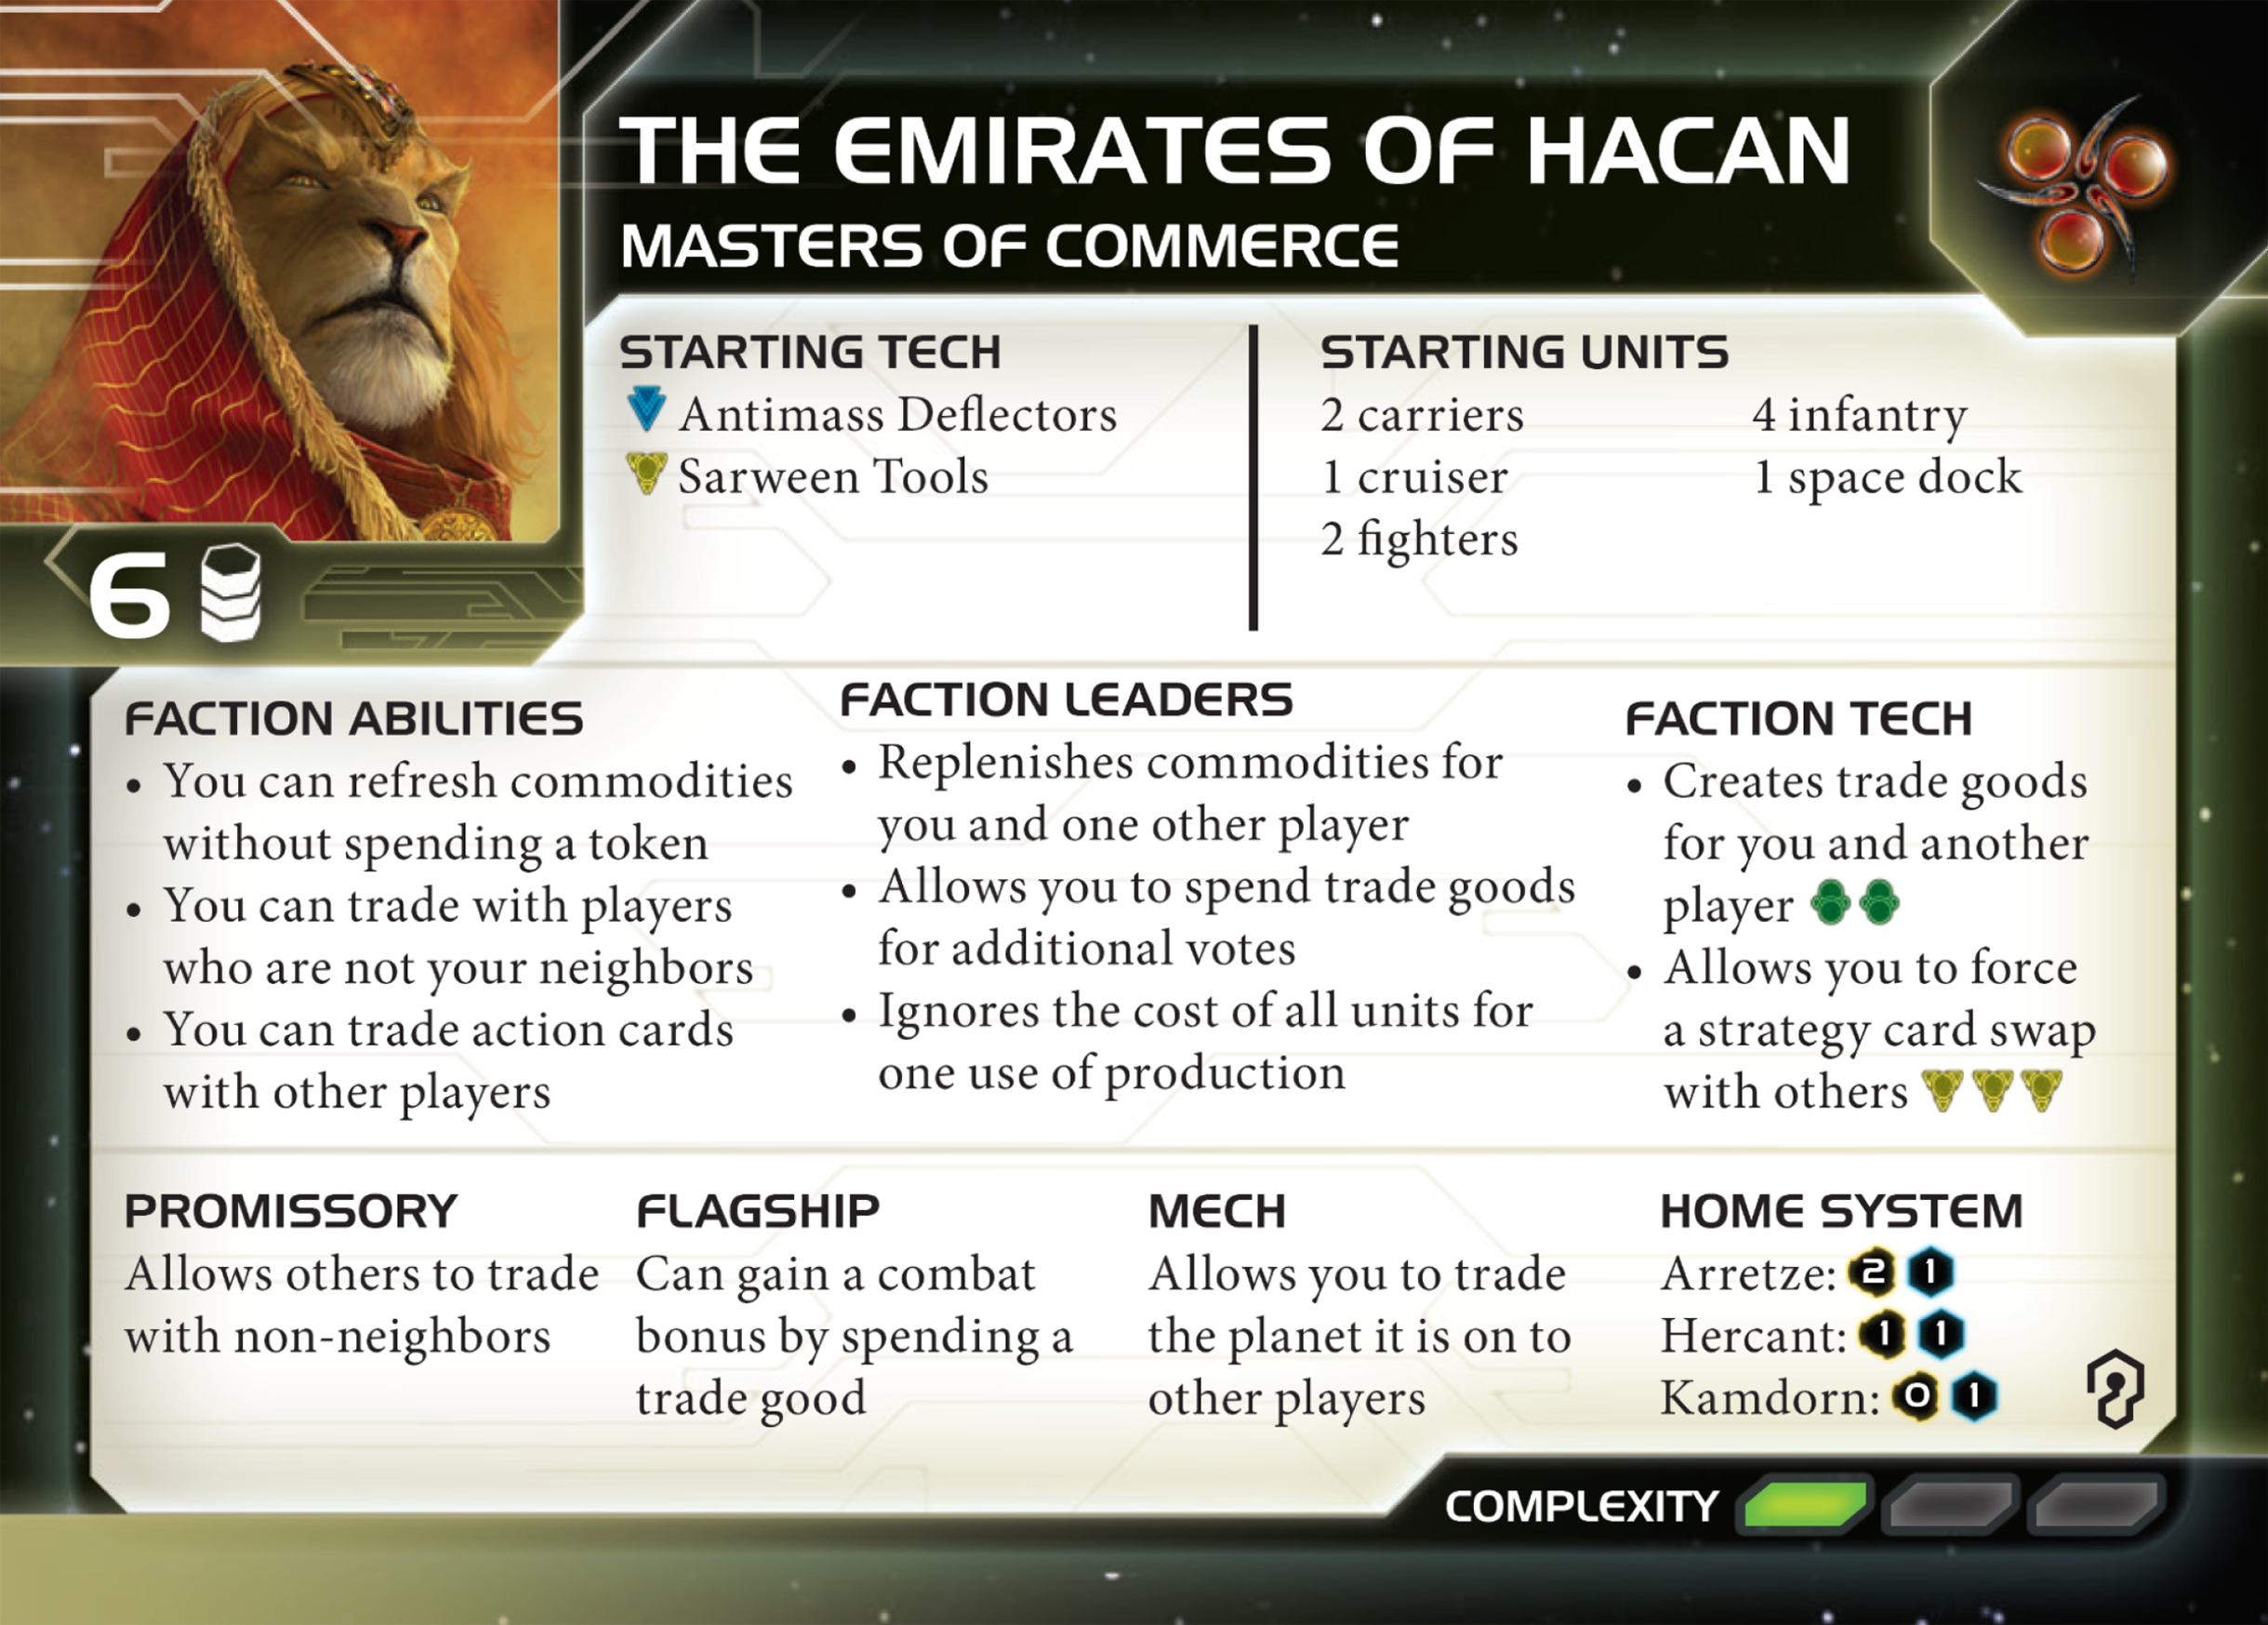 THE EMIRATES OF HACAN
MASTERS OF COMMERCE
6
STARTING TECH
Antimass Deflectors
Sarween Tools
STARTING UNITS
2 carriers
1 cruiser
2 fighters
4 infantry
1 space dock
FACTION ABILITIES
• You can refresh commodities
without spending a token
• You can trade with players
who are not your neighbors
• You can trade action cards
with other players
FACTION LEADERS
• Replenishes commodities for
you and one other player
• Allows you to spend trade goods
for additional votes
• Ignores the cost of all units for
one use of production
FACTION TECH
• Creates trade goods
for you and another
player
• Allows you to force
a strategy card swap
with others
PROMISSORY
Allows others to trade
with non-neighbors
FLAGSHIP
Can gain a combat
bonus by spending a
trade good
MECH
Allows you to trade
the planet it is on to
other players
HOME SYSTEM
Arretze: 2 1
Hercant: 1 1
Kamdorn: 0 1
COMPLEXITY